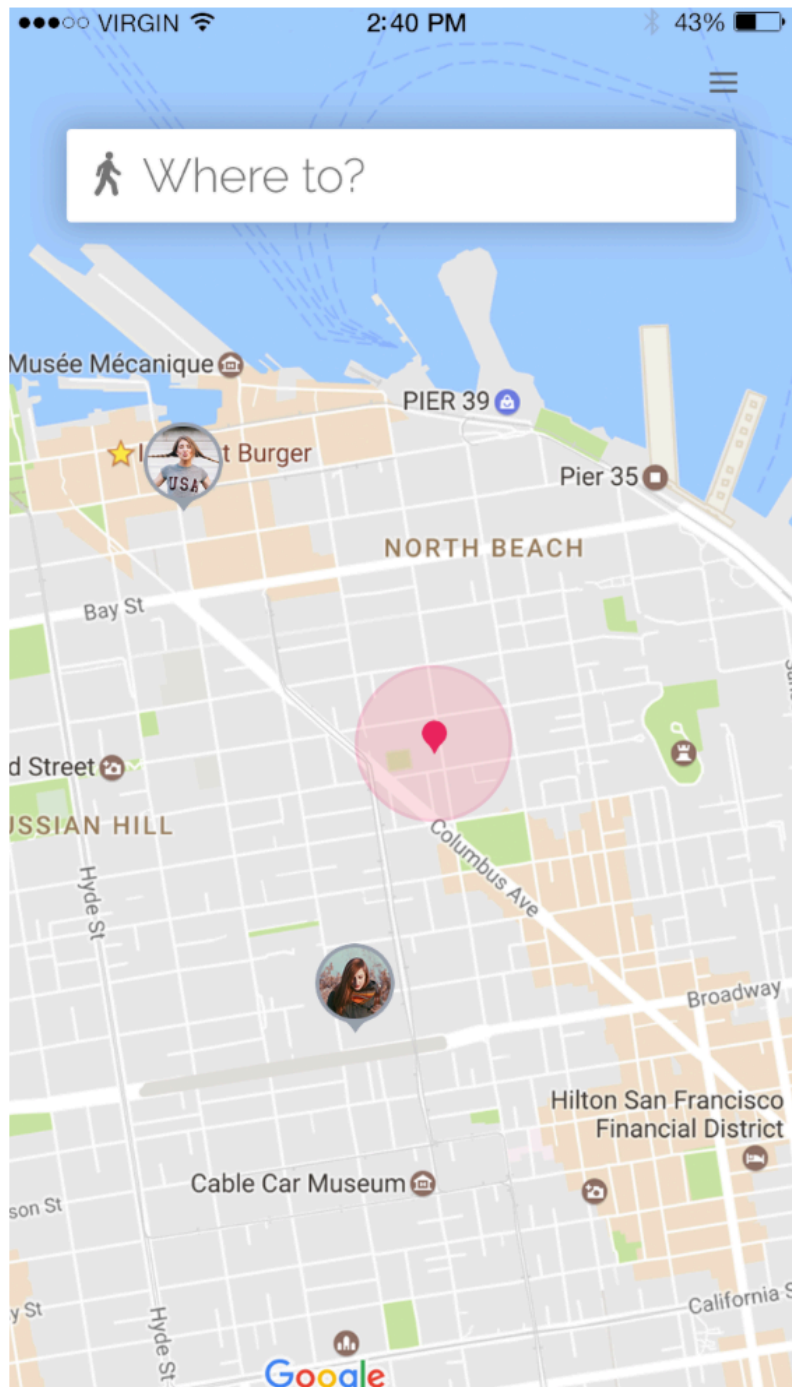 VIRGIN 2:40 PM 43%
Where to?
Musée Mécanique
PIER 39
t Burger
USA
Pier 35
NORTH BEACH
Bay St
d Street
USSIAN HILL
Columbus Ave
Hyde St
Broadway
Hilton San Francisco
Financial District
Cable Car Museum
son St
y St
Hyde St
California S
Google